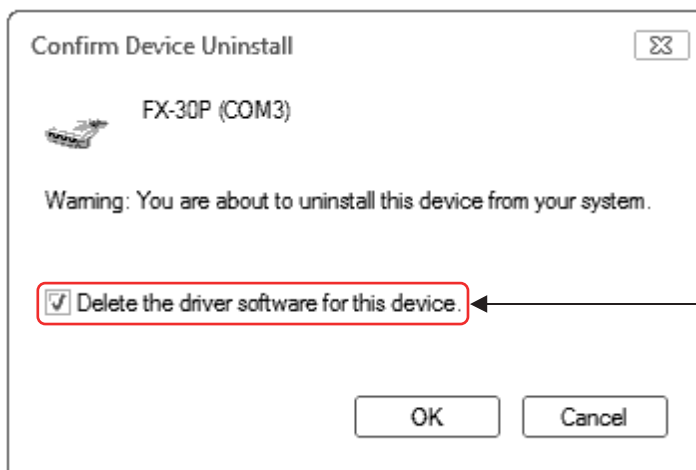 Confirm Device Uninstall
FX-30P (COM3)
Warning: You are about to uninstall this device from your system.
Delete the driver software for this device.
OK Cancel